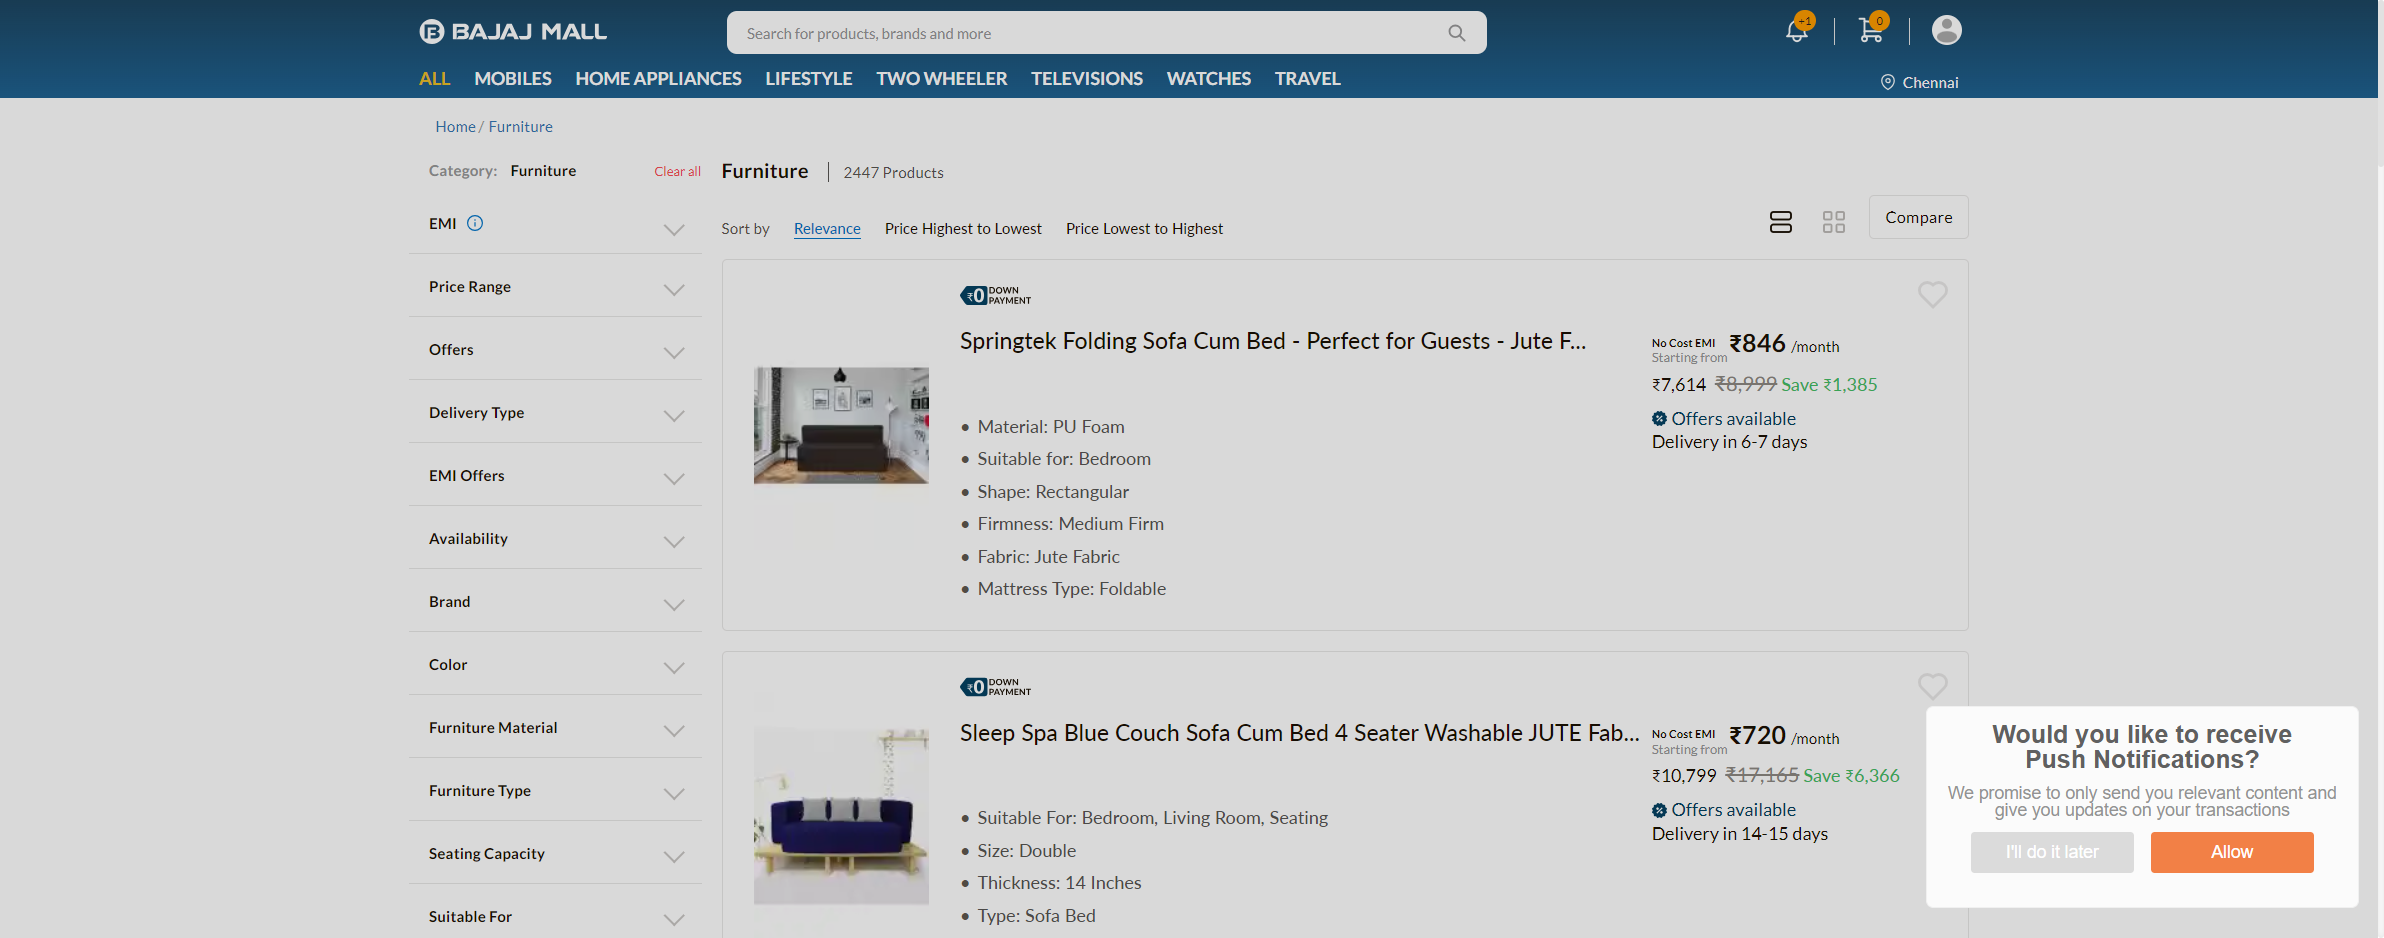 BAJAJ MALL
Search for products, brands and more
+1
0
ALL MOBILES HOME APPLIANCES LIFESTYLE TWO WHEELER TELEVISIONS WATCHES TRAVEL
Chennai
Home / Furniture
Category: Furniture Clear all
Furniture | 2447 Products
EMI
Sort by Relevance Price Highest to Lowest Price Lowest to Highest
Compare
Price Range
Offers
Delivery Type
EMI Offers
Availability
Brand
Color
Furniture Material
Furniture Type
Seating Capacity
Suitable For
₹0 DOWN
PAYMENT
Springtek Folding Sofa Cum Bed - Perfect for Guests - Jute F...
Material: PU Foam
Suitable for: Bedroom
Shape: Rectangular
Firmness: Medium Firm
Fabric: Jute Fabric
Mattress Type: Foldable
No Cost EMI
Starting from ₹846 /month
₹7,614 ₹8,999 Save ₹1,385
Offers available
Delivery in 6-7 days
₹0 DOWN
PAYMENT
Sleep Spa Blue Couch Sofa Cum Bed 4 Seater Washable JUTE Fab...
Suitable For: Bedroom, Living Room, Seating
Size: Double
Thickness: 14 Inches
Type: Sofa Bed
No Cost EMI
Starting from ₹720 /month
₹10,799 ₹17,165 Save ₹6,366
Offers available
Delivery in 14-15 days
Would you like to receive
Push Notifications?
We promise to only send you relevant content and
give you updates on your transactions
I'll do it later
Allow